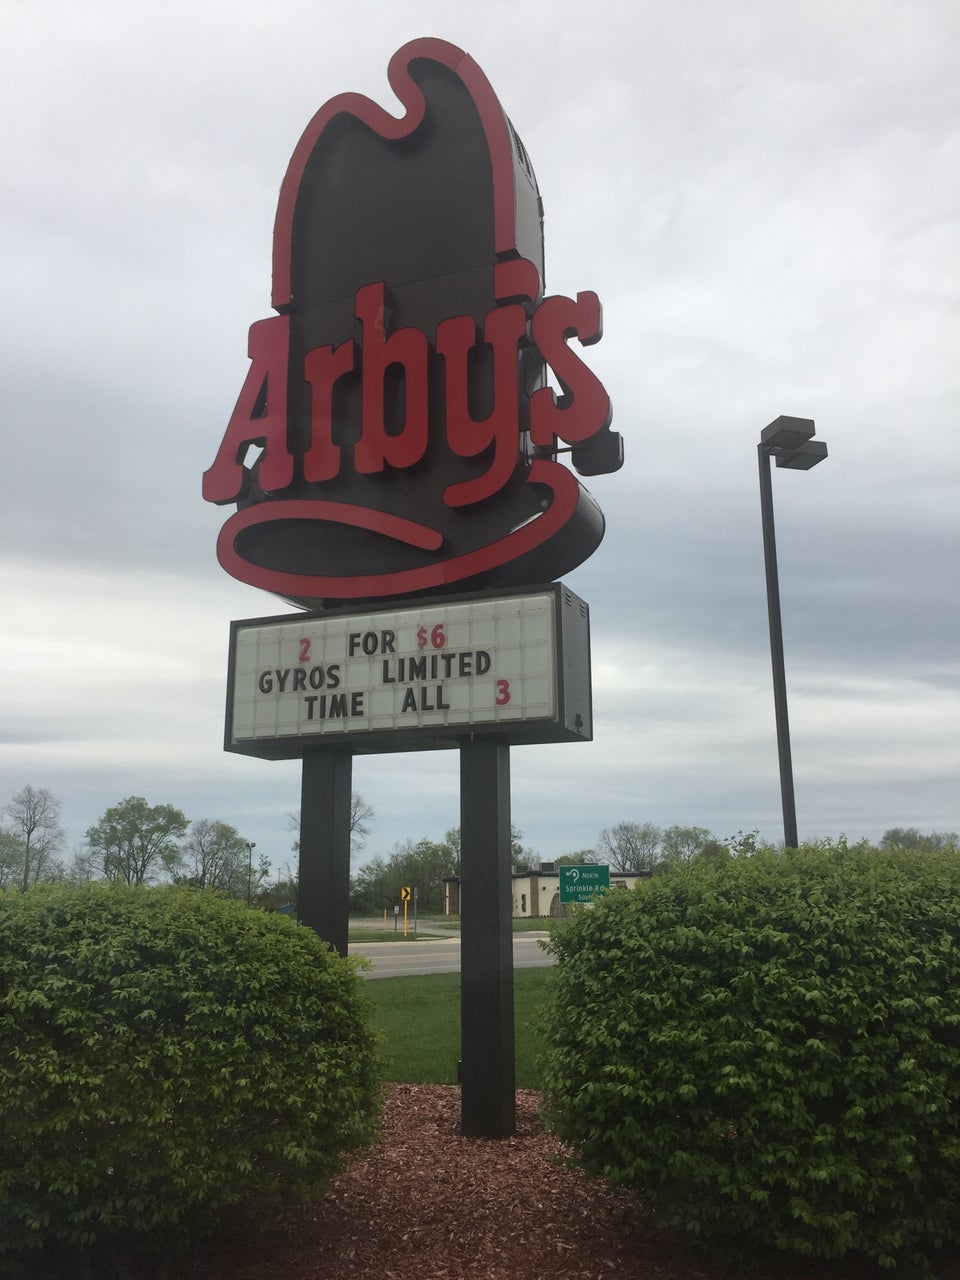 Arby's
®
2 FOR $6
GYROS LIMITED
TIME ALL 3
NORTH
Sprinkle Rd
South